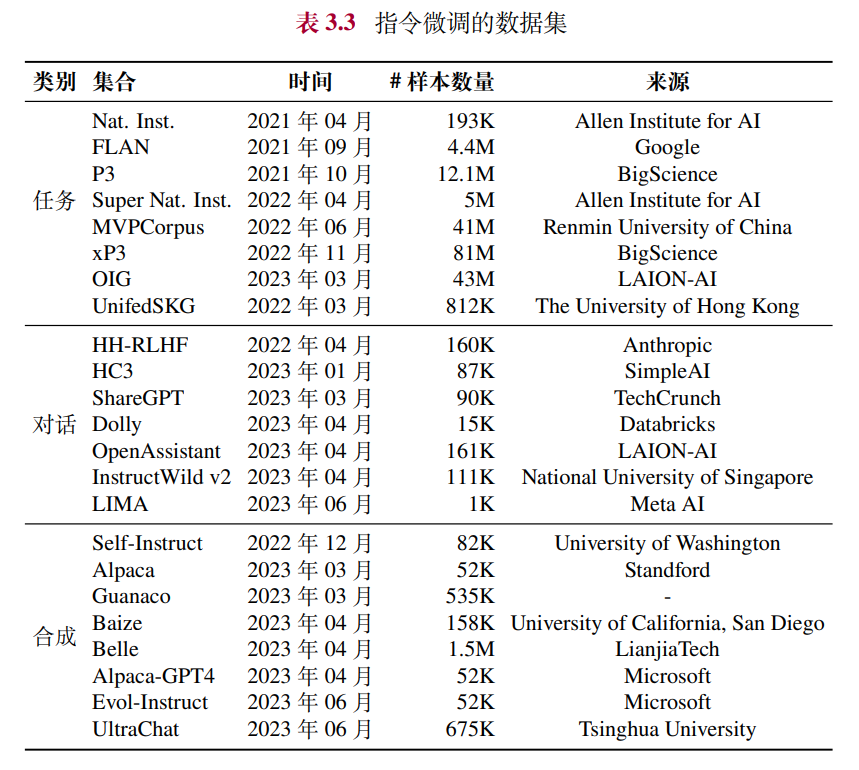 表 3.3 指令微调的数据集
类别 集合 时间 # 样本数量 来源
Nat. Inst. 2021 年 04 月 193K Allen Institute for AI
FLAN 2021 年 09 月 4.4M Google
P3 2021 年 10 月 12.1M BigScience
任务 Super Nat. Inst. 2022 年 04 月 5M Allen Institute for AI
MVPCorpus 2022 年 06 月 41M Renmin University of China
xP3 2022 年 11 月 81M BigScience
OIG 2023 年 03 月 43M LAION-AI
UnifedSKG 2022 年 03 月 812K The University of Hong Kong
HH-RLHF 2022 年 04 月 160K Anthropic
HC3 2023 年 01 月 87K SimpleAI
ShareGPT 2023 年 03 月 90K TechCrunch
对话 Dolly 2023 年 04 月 15K Databricks
OpenAssistant 2023 年 04 月 161K LAION-AI
InstructWild v2 2023 年 04 月 111K National University of Singapore
LIMA 2023 年 06 月 1K Meta AI
Self-Instruct 2022 年 12 月 82K University of Washington
Alpaca 2023 年 03 月 52K Standford
Guanaco 2023 年 03 月 535K -
Baize 2023 年 04 月 158K University of California, San Diego
合成 Belle 2023 年 04 月 1.5M LianjiaTech
Alpaca-GPT4 2023 年 04 月 52K Microsoft
Evol-Instruct 2023 年 06 月 52K Microsoft
UltraChat 2023 年 06 月 675K Tsinghua University